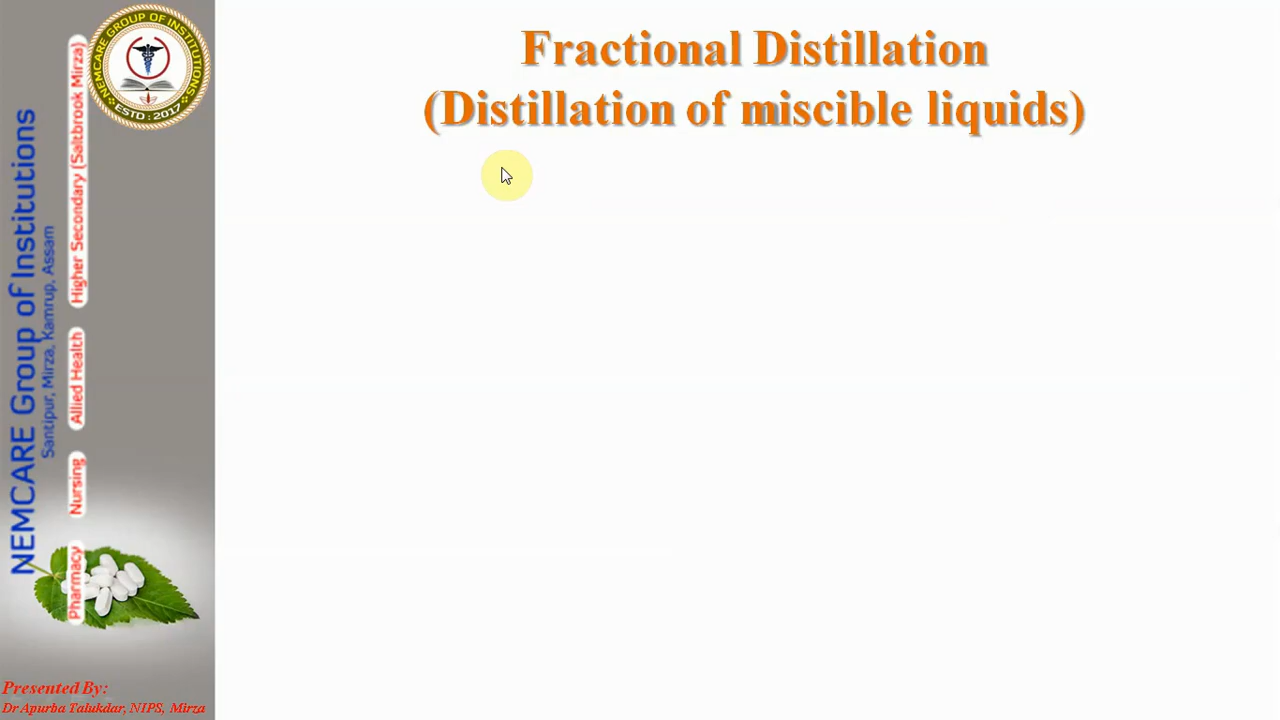 Fractional Distillation
(Distillation of miscible liquids)
NEMCARE GROUP OF INSTITUTIONS
ESTD : 2017
NEMCARE Group of Institutions
Santipur, Mirza, Kamrup, Assam
Pharmacy Nursing Allied Health Higher Secondary (Saltbrook Mirza)
Presented By:
Dr Apurba Talukdar, NIPS, Mirza